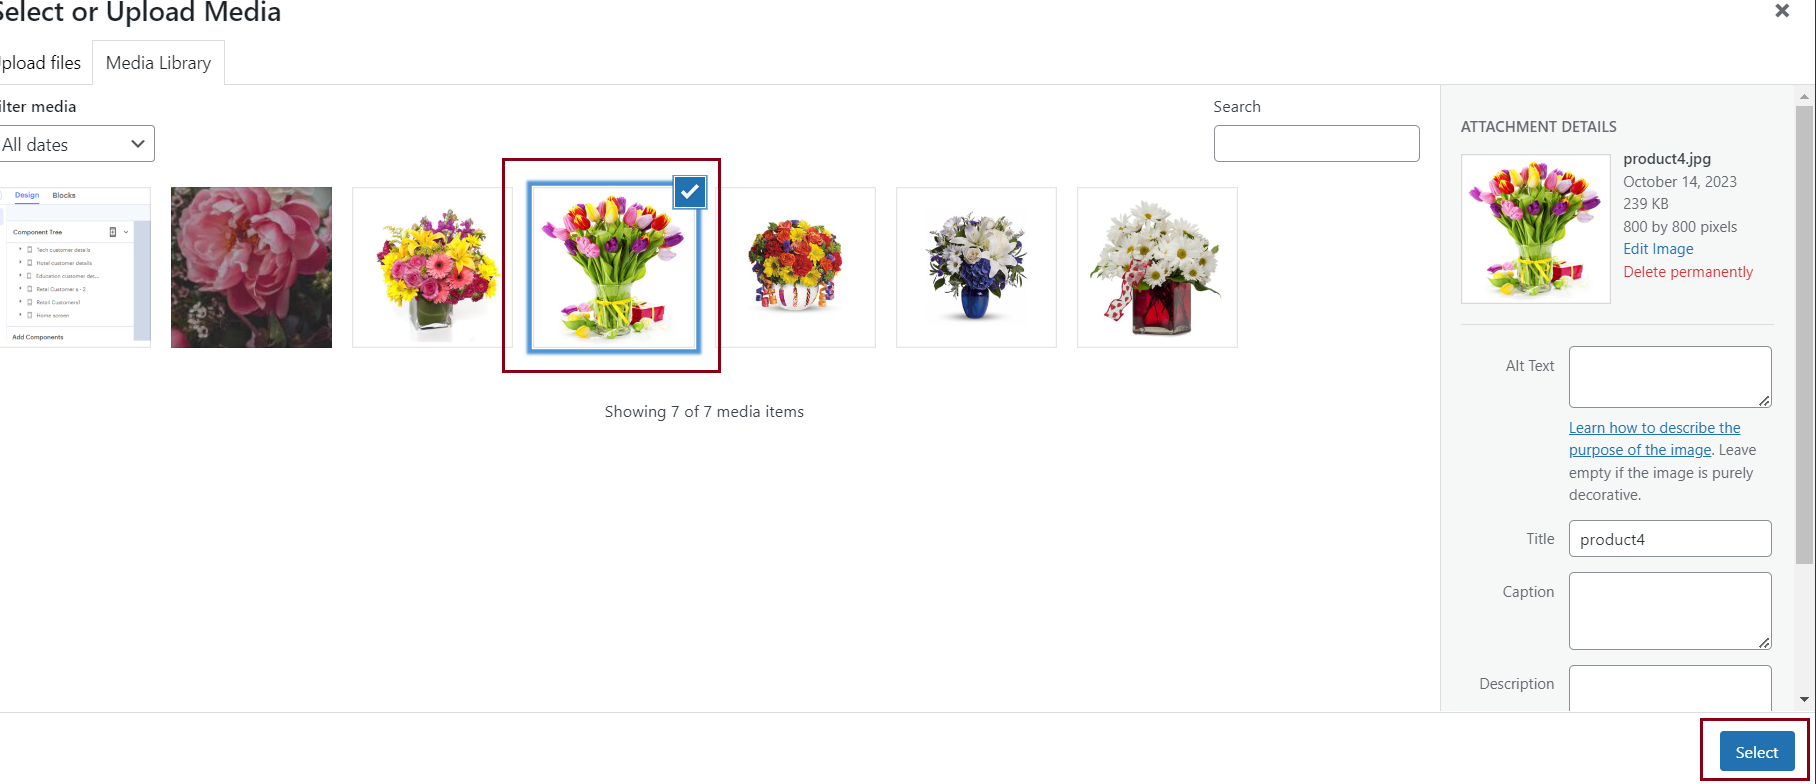 Select or Upload Media
pload files
Media Library
ilter media
All dates
Search
Design Blocks
Component Tree
Tech customer details
Hotel customer details
Education customer det...
Retail Customer s - 2
Retail Customers1
Home screen
Add Components
Showing 7 of 7 media items
ATTACHMENT DETAILS
product4.jpg
October 14, 2023
239 KB
800 by 800 pixels
Edit Image
Delete permanently
Alt Text
Learn how to describe the
purpose of the image. Leave
empty if the image is purely
decorative.
Title
product4
Caption
Description
Select